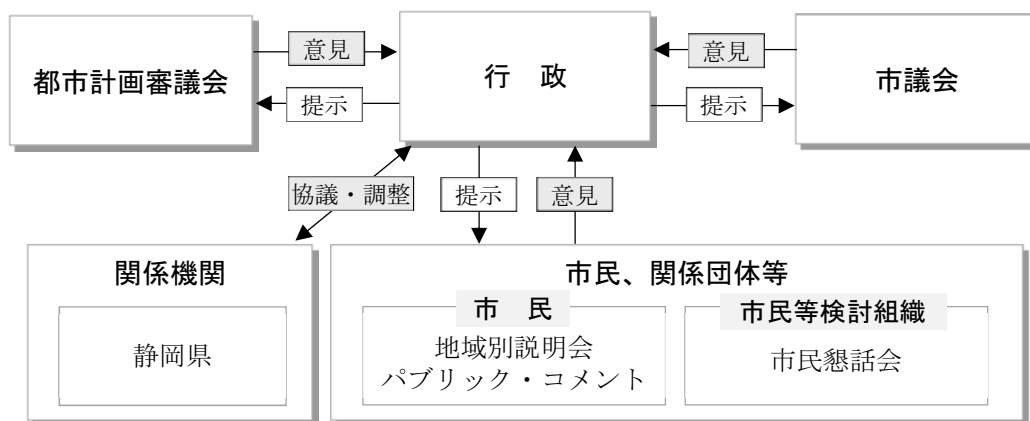 都市計画審議会
意見
提示
行 政
意見
提示
市議会
協議・調整
提示
意見
関係機関
静岡県
市民、関係団体等
市 民
地域別説明会
パブリック・コメント
市民等検討組織
市民懇話会